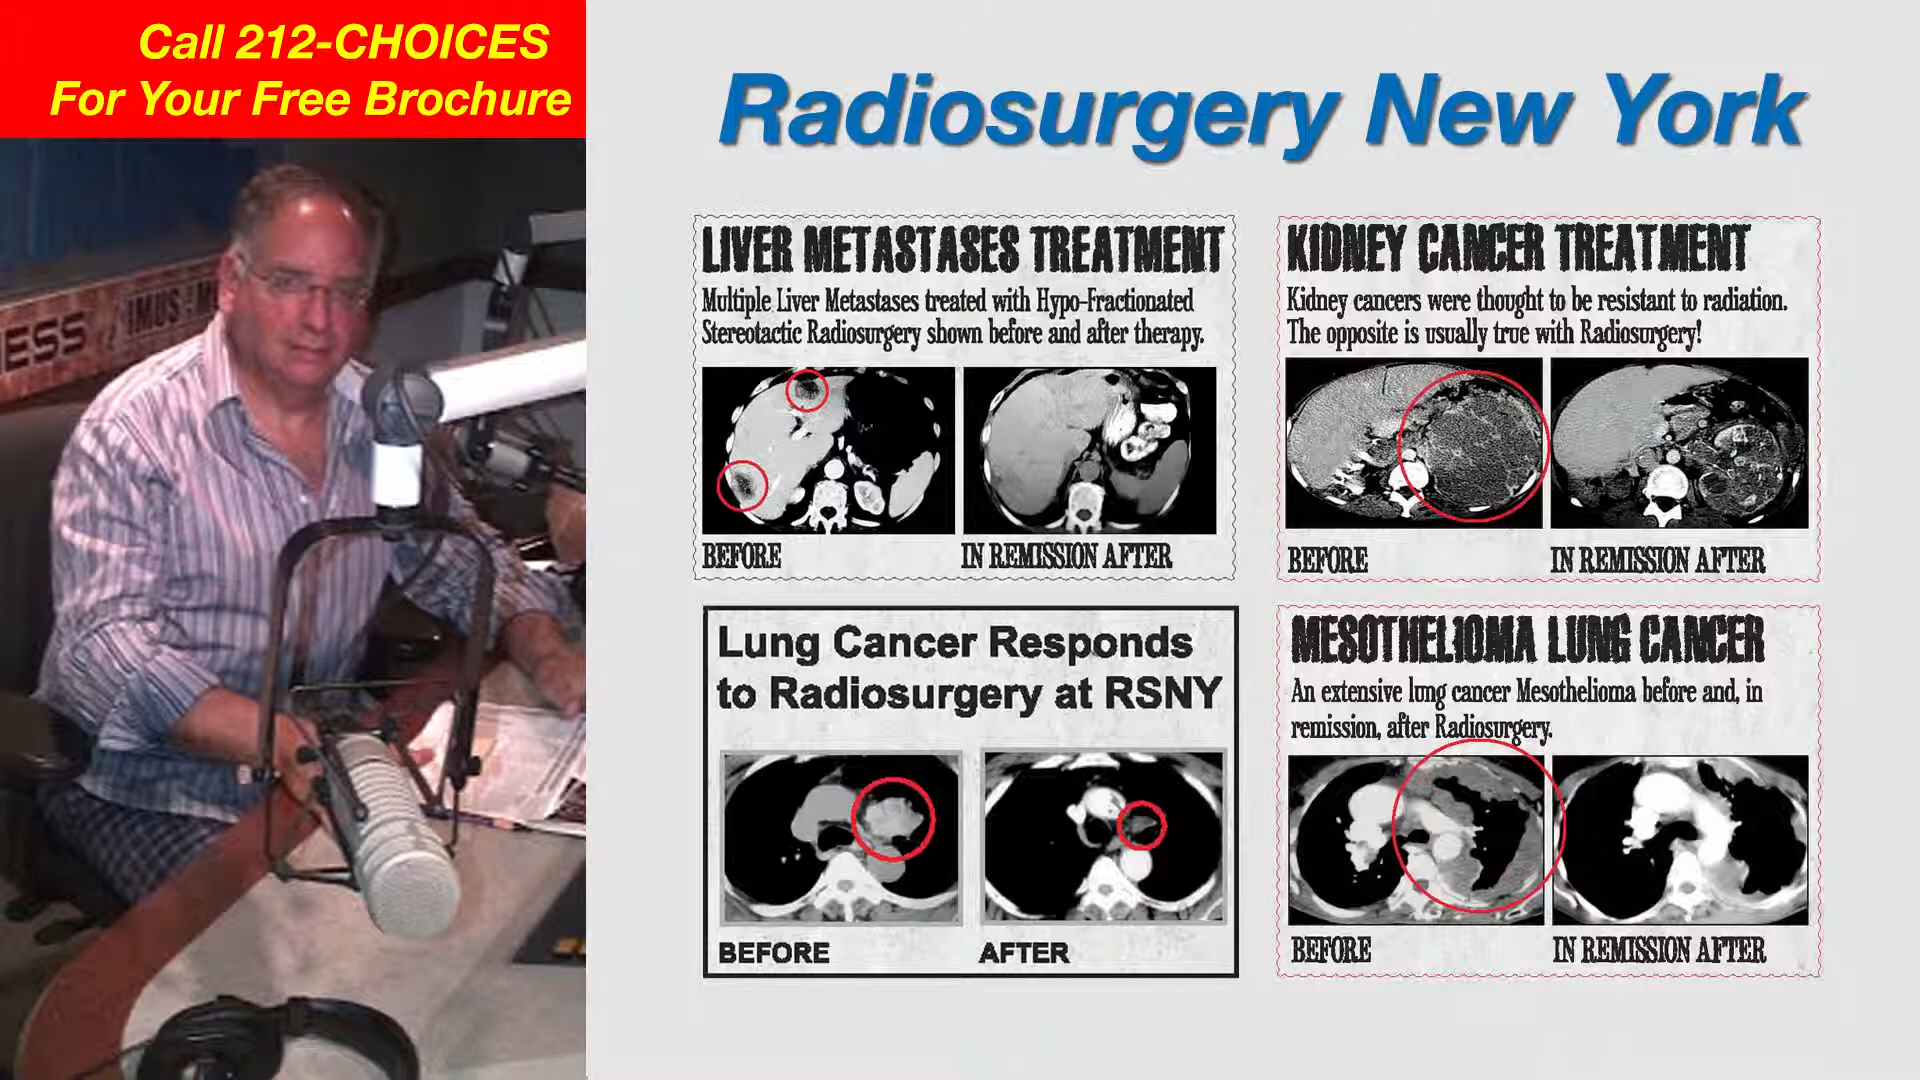 Call 212-CHOICES
For Your Free Brochure
ESS
IMUS
Radiosurgery New York
LIVER METASTASES TREATMENT
Multiple Liver Metastases treated with Hypo-Fractionated
Stereotactic Radiosurgery shown before and after therapy.
BEFORE
IN REMISSION AFTER
KIDNEY CANCER TREATMENT
Kidney cancers were thought to be resistant to radiation.
The opposite is usually true with Radiosurgery!
BEFORE
IN REMISSION AFTER
Lung Cancer Responds
to Radiosurgery at RSNY
BEFORE
AFTER
MESOTHELIOMA LUNG CANCER
An extensive lung cancer Mesothelioma before and, in
remission, after Radiosurgery.
BEFORE
IN REMISSION AFTER